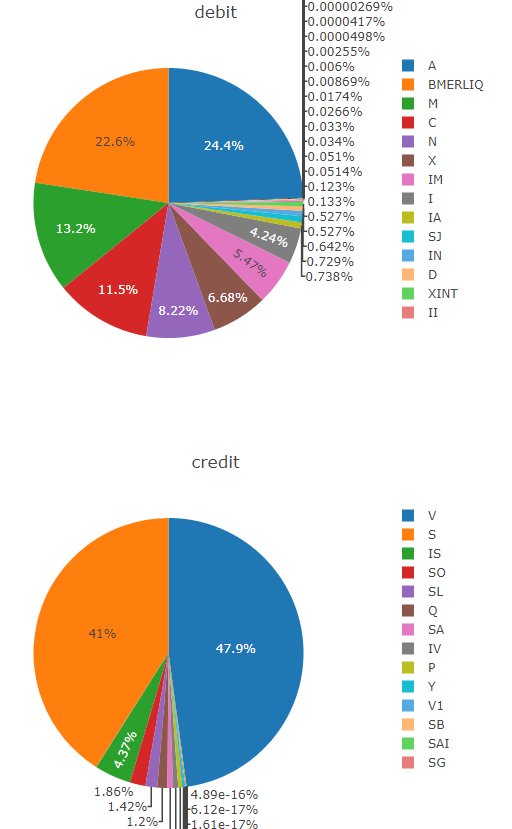 debit
0.00000269%
0.0000417%
0.0000498%
0.00255%
0.006%
0.00869%
0.0174%
0.0266%
0.033%
0.034%
0.051%
0.0514%
0.123%
0.133%
0.527%
0.527%
0.642%
0.729%
0.738%
24.4%
22.6%
13.2%
11.5%
8.22%
6.68%
5.47%
4.24%
A
BMERLIQ
M
C
N
X
IM
I
IA
SJ
IN
D
XINT
II
credit
47.9%
41%
4.37%
1.86%
1.42%
1.2%
4.89e-16%
6.12e-17%
1.61e-17%
V
S
IS
SO
SL
Q
SA
IV
P
Y
V1
SB
SAI
SG